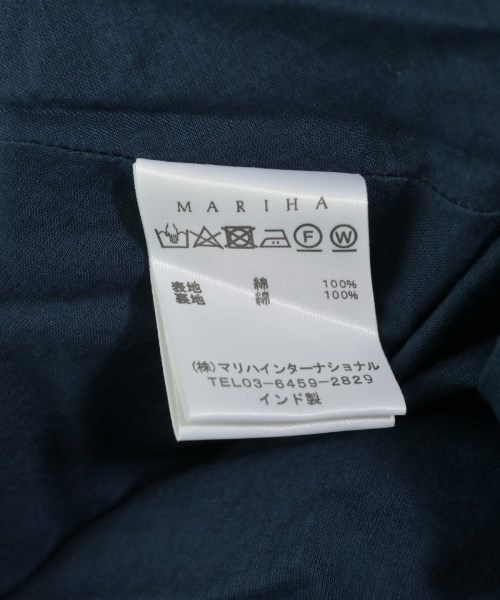 MARIHA
F W
表地 綿 100%
裏地 綿 100%
(株)マリハインターナショナル
TEL03-6459-2829
インド製